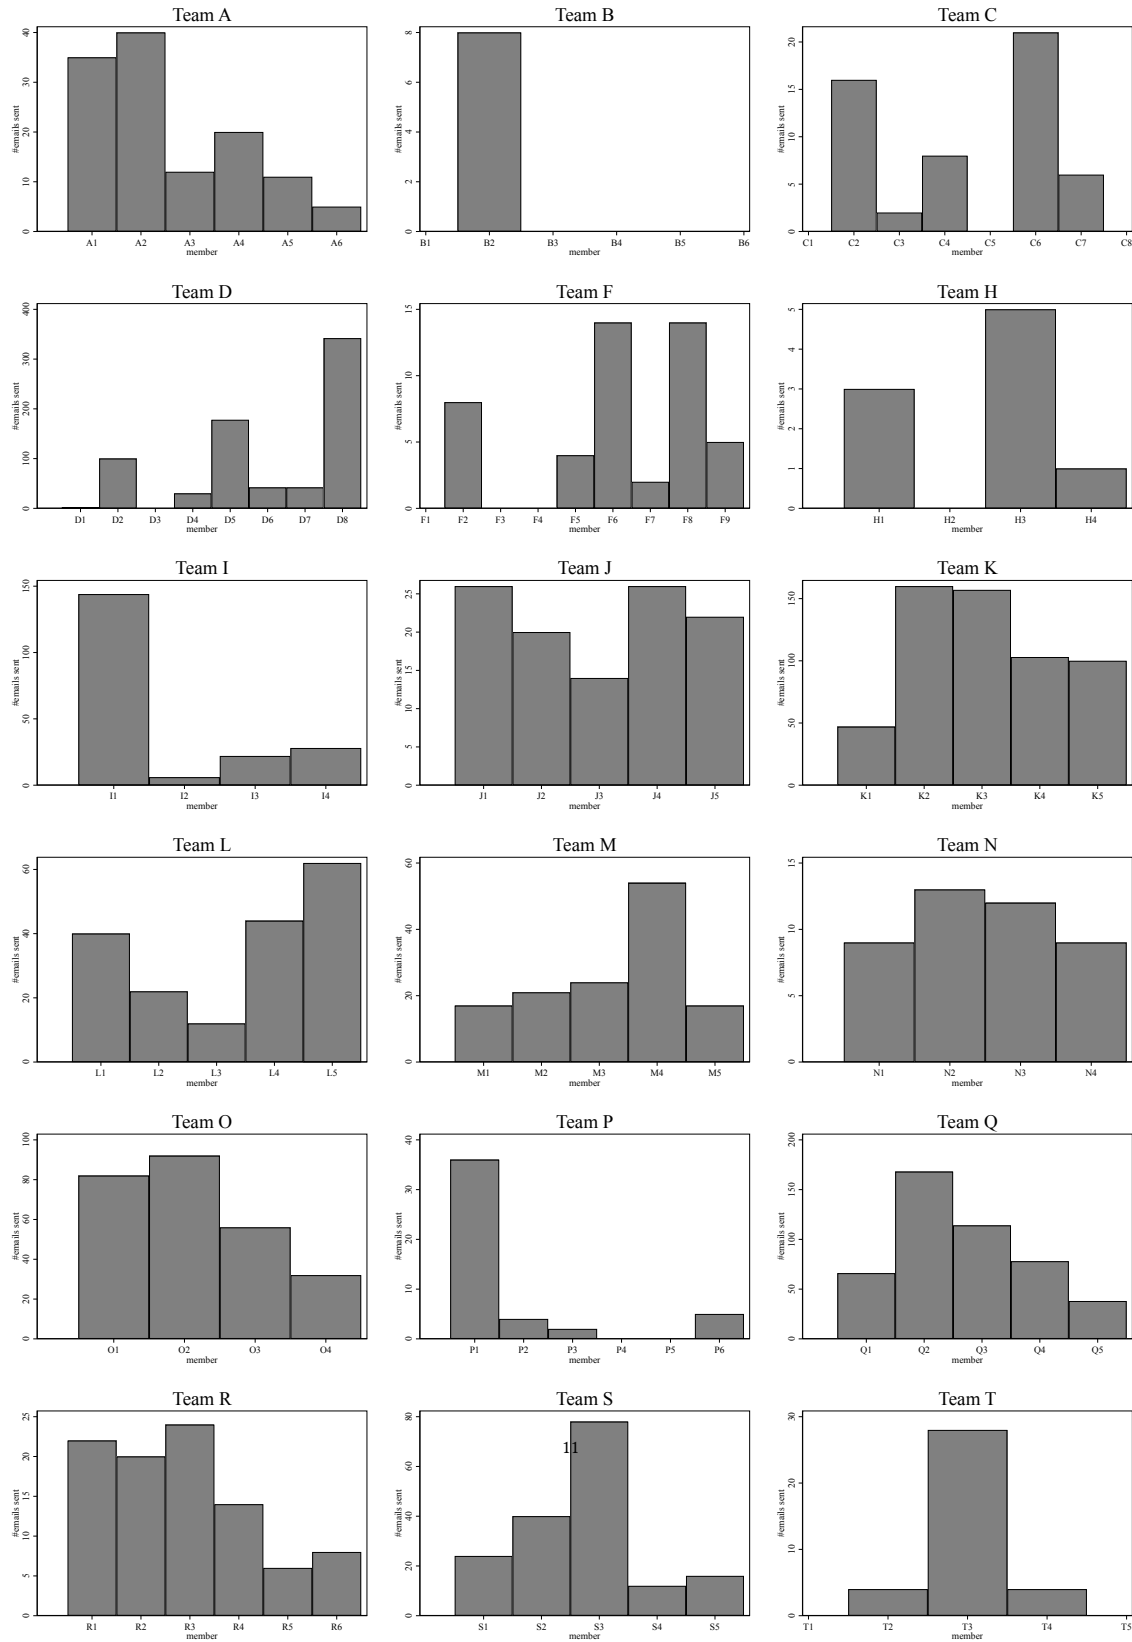 Team A
#emails sent
0 10 20 30 40
A1 A2 A3 A4 A5 A6
member
Team B
#emails sent
0 2 4 6 8
B1 B2 B3 B4 B5 B6
member
Team C
#emails sent
0 5 10 15 20
C1 C2 C3 C4 C5 C6 C7 C8
member
Team D
#emails sent
0 100 200 300 400
D1 D2 D3 D4 D5 D6 D7 D8
member
Team F
#emails sent
0 5 10 15
F1 F2 F3 F4 F5 F6 F7 F8 F9
member
Team H
#emails sent
0 1 2 3 4 5
H1 H2 H3 H4
member
Team I
#emails sent
0 50 100 150
I1 I2 I3 I4
member
Team J
#emails sent
0 5 10 15 20 25
J1 J2 J3 J4 J5
member
Team K
#emails sent
0 50 100 150
K1 K2 K3 K4 K5
member
Team L
#emails sent
0 20 40 60
L1 L2 L3 L4 L5
member
Team M
#emails sent
0 20 40 60
M1 M2 M3 M4 M5
member
Team N
#emails sent
0 5 10 15
N1 N2 N3 N4
member
Team O
#emails sent
0 20 40 60 80 100
O1 O2 O3 O4
member
Team P
#emails sent
0 10 20 30 40
P1 P2 P3 P4 P5 P6
member
Team Q
#emails sent
0 50 100 150 200
Q1 Q2 Q3 Q4 Q5
member
Team R
#emails sent
0 5 10 15 20 25
R1 R2 R3 R4 R5 R6
member
Team S
#emails sent
0 20 40 60 80
11
S1 S2 S3 S4 S5
member
Team T
#emails sent
0 10 20 30
T1 T2 T3 T4 T5
member